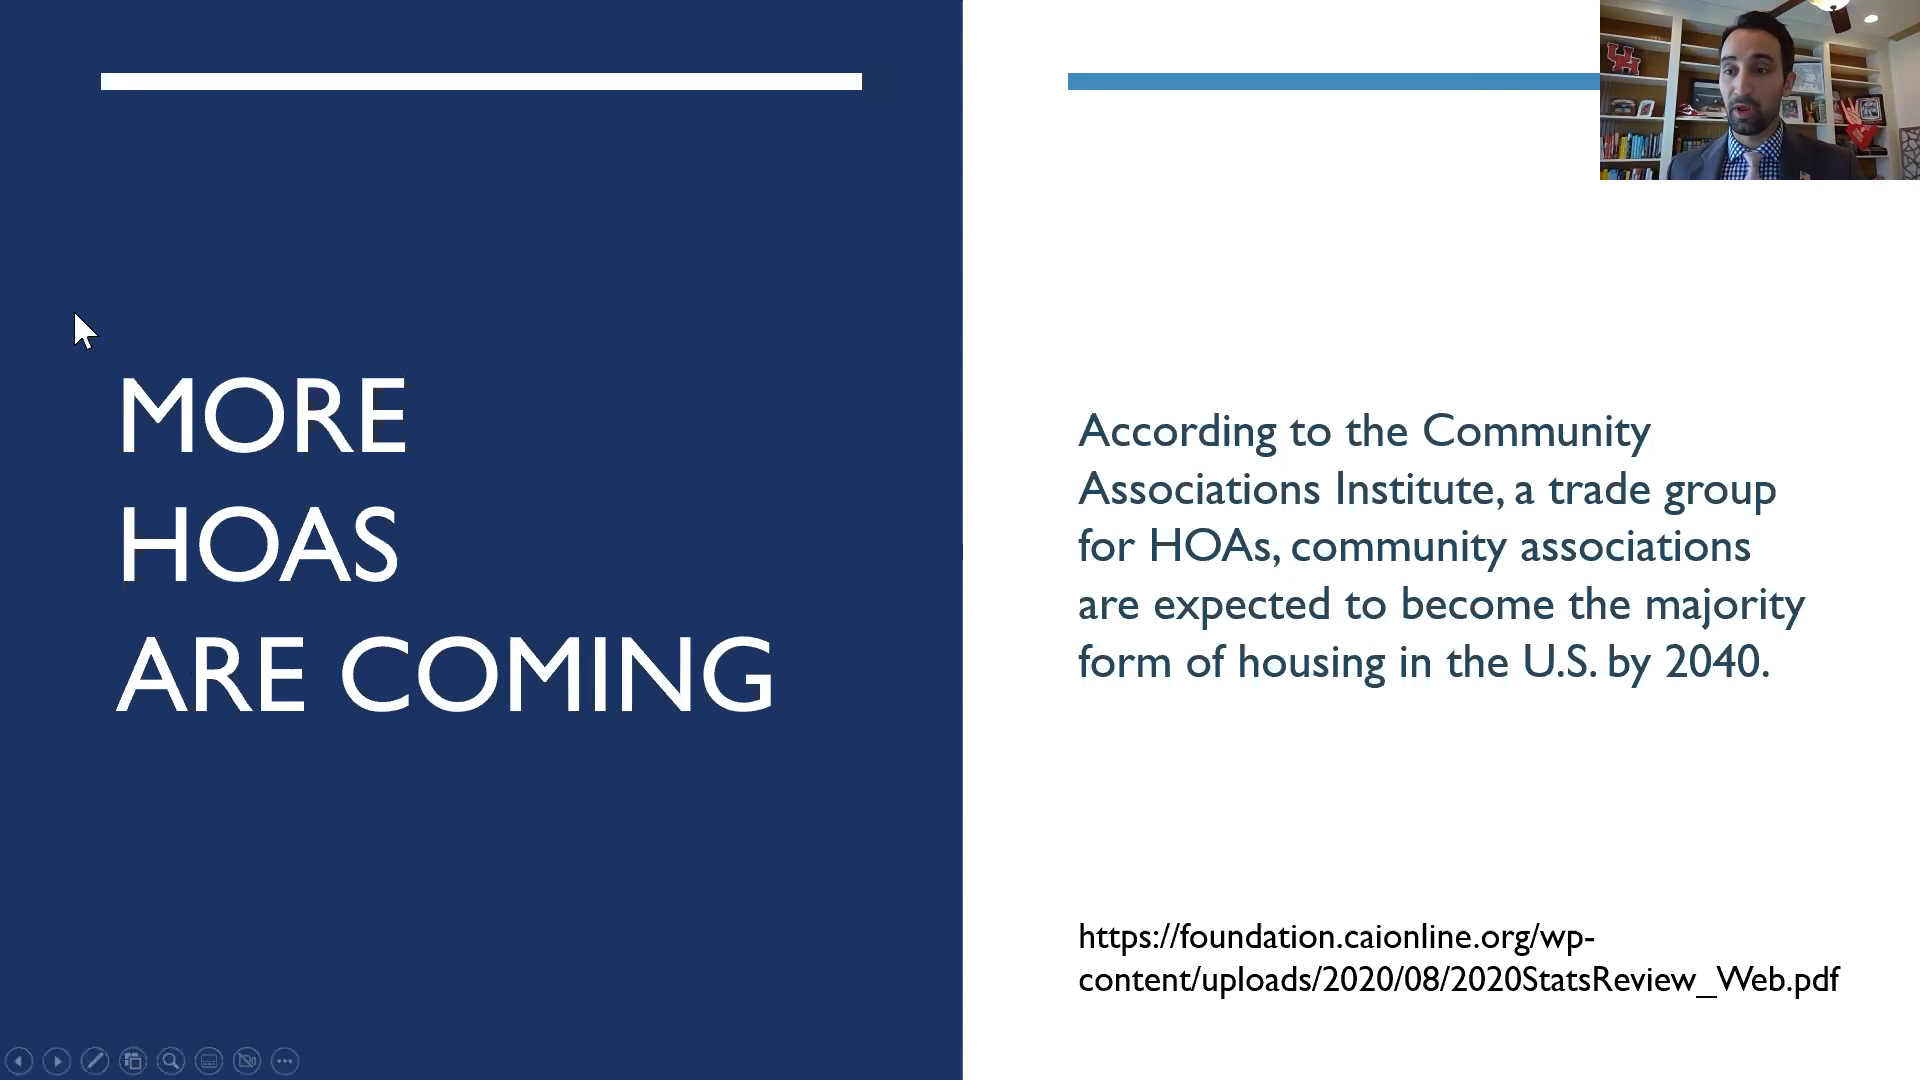 MORE
HOAS
ARE COMING
According to the Community
Associations Institute, a trade group
for HOAs, community associations
are expected to become the majority
form of housing in the U.S. by 2040.
https://foundation.caionline.org/wp-
content/uploads/2020/08/2020StatsReview_Web.pdf
UH